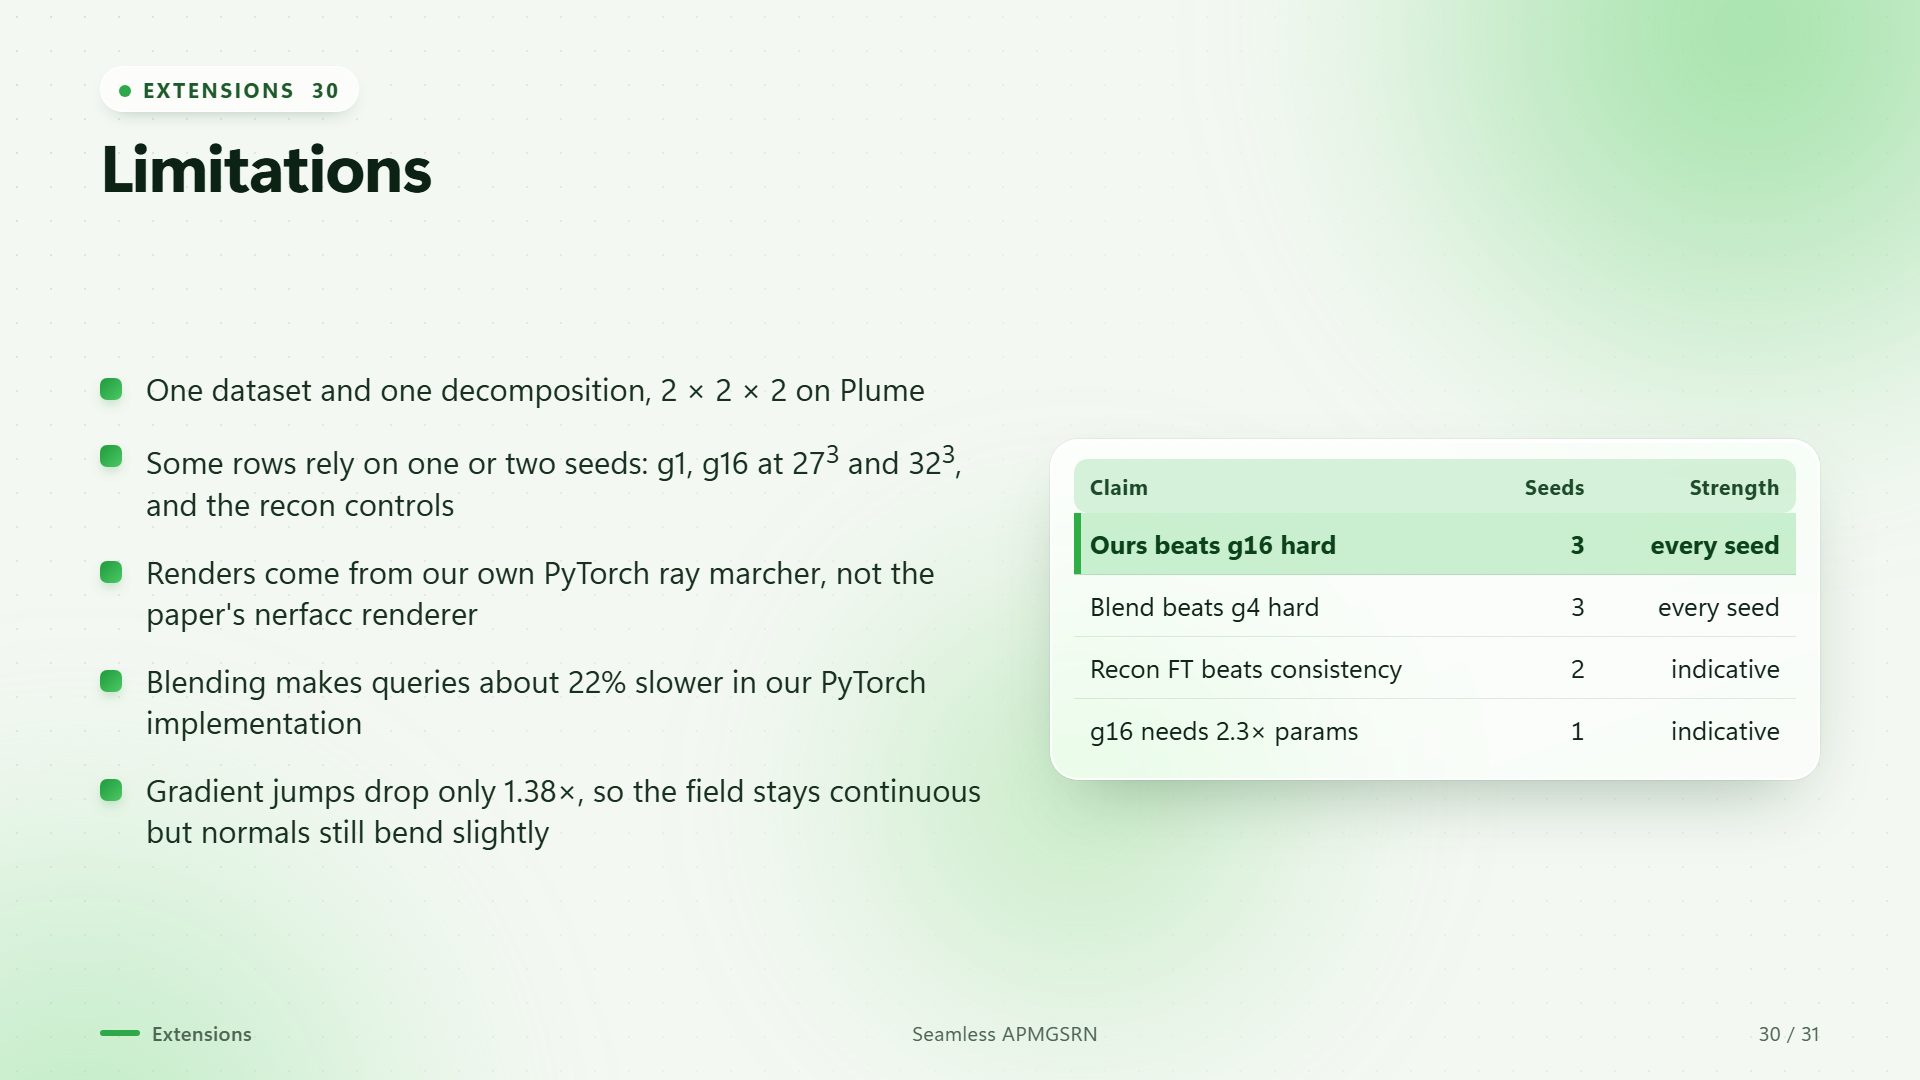 EXTENSIONS 30
Limitations
One dataset and one decomposition, 2 × 2 × 2 on Plume
Some rows rely on one or two seeds: g1, g16 at 27³ and 32³,
and the recon controls
Renders come from our own PyTorch ray marcher, not the
paper's nerfacc renderer
Blending makes queries about 22% slower in our PyTorch
implementation
Gradient jumps drop only 1.38×, so the field stays continuous
but normals still bend slightly
Claim Seeds Strength
Ours beats g16 hard 3 every seed
Blend beats g4 hard 3 every seed
Recon FT beats consistency 2 indicative
g16 needs 2.3× params 1 indicative
Extensions
Seamless APMGSRN
30 / 31